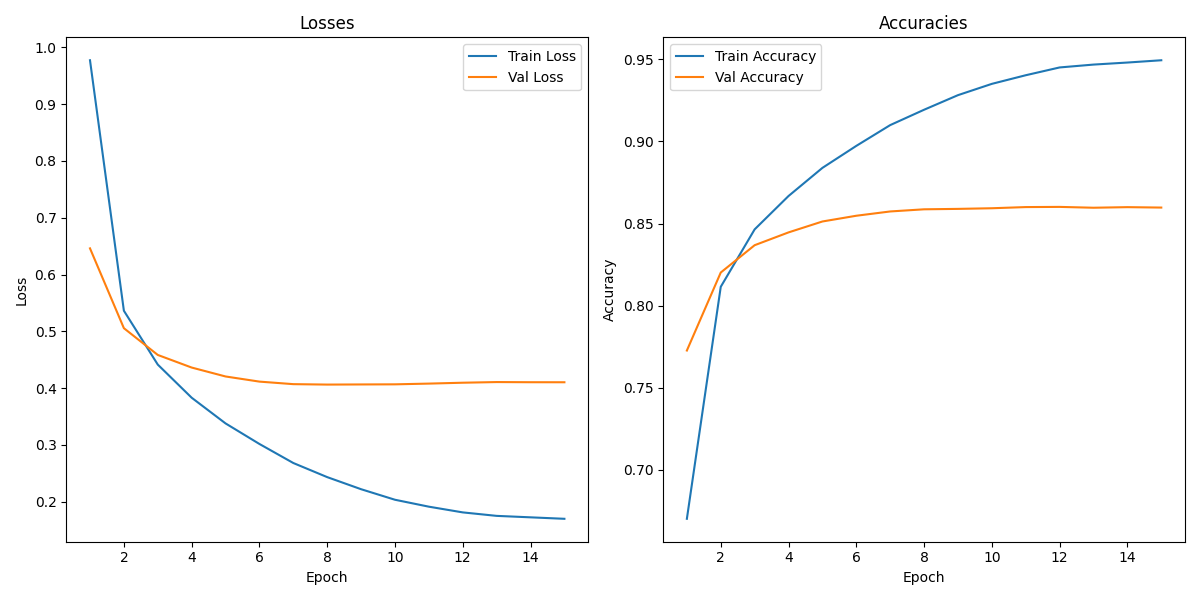 Losses
Train Loss
Val Loss
1.0
0.9
0.8
0.7
0.6
0.5
0.4
0.3
0.2
Loss
2 4 6 8 10 12 14
Epoch
Accuracies
Train Accuracy
Val Accuracy
0.95
0.90
0.85
0.80
0.75
0.70
Accuracy
2 4 6 8 10 12 14
Epoch